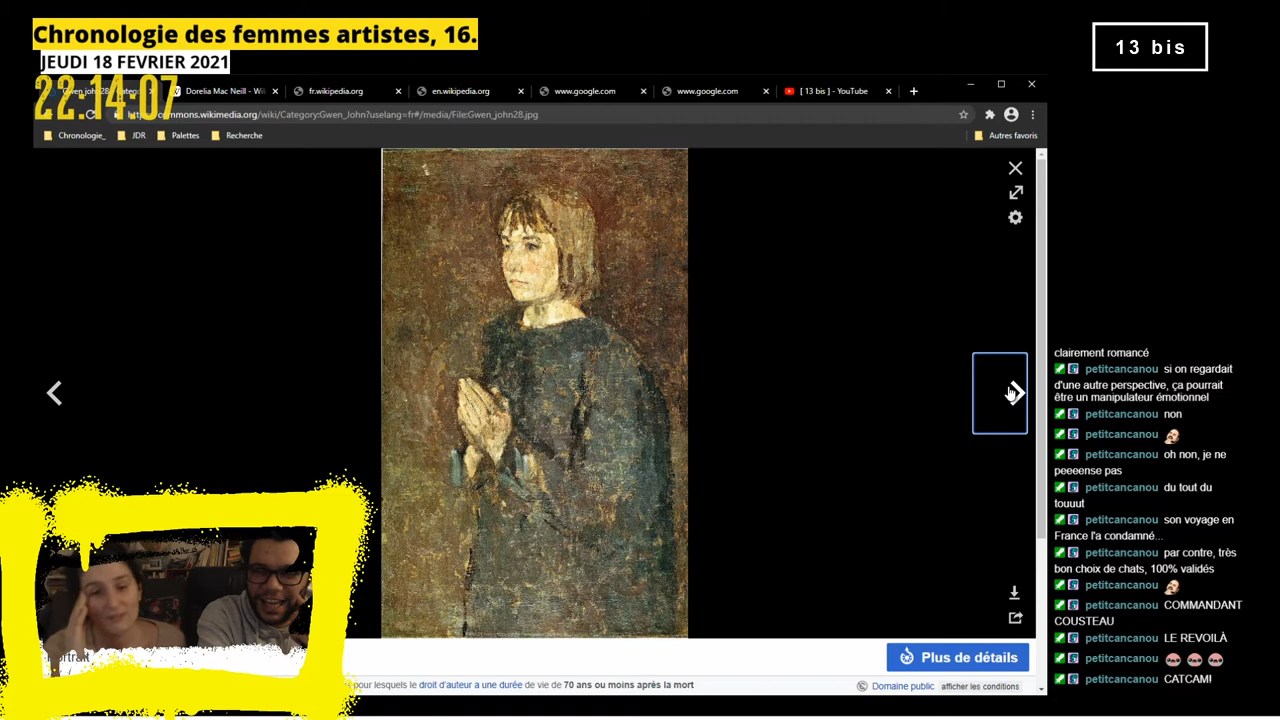 Chronologie des femmes artistes, 16.
13 bis
JEUDI 18 FEVRIER 2021
22:14:07
Dorelia Mac Neill - Wi
fr.wikipedia.org
en.wikipedia.org
www.google.com
www.google.com
[ 13 bis ] - YouTube
commons.wikimedia.org/wiki/Category:Gwen_John?uselang=fr#/media/File:Gwen_john28.jpg
Chronologie_
JDR
Palettes
Recherche
Autres favoris
clairement romancé
petitcancanou si on regardait
d'une autre perspective, ça pourrait
être un manipulateur émotionnel
petitcancanou non
petitcancanou
petitcancanou oh non, je ne
peeeense pas
petitcancanou du tout du
touuut
petitcancanou son voyage en
France l'a condamné...
petitcancanou par contre, très
bon choix de chats, 100% validés
petitcancanou
petitcancanou COMMANDANT
COUSTEAU
petitcancanou LE REVOILÀ
petitcancanou
petitcancanou CATCAM!
Plus de détails
pour lesquels le droit d'auteur a une durée de vie de 70 ans ou moins après la mort
Domaine public
afficher les conditions